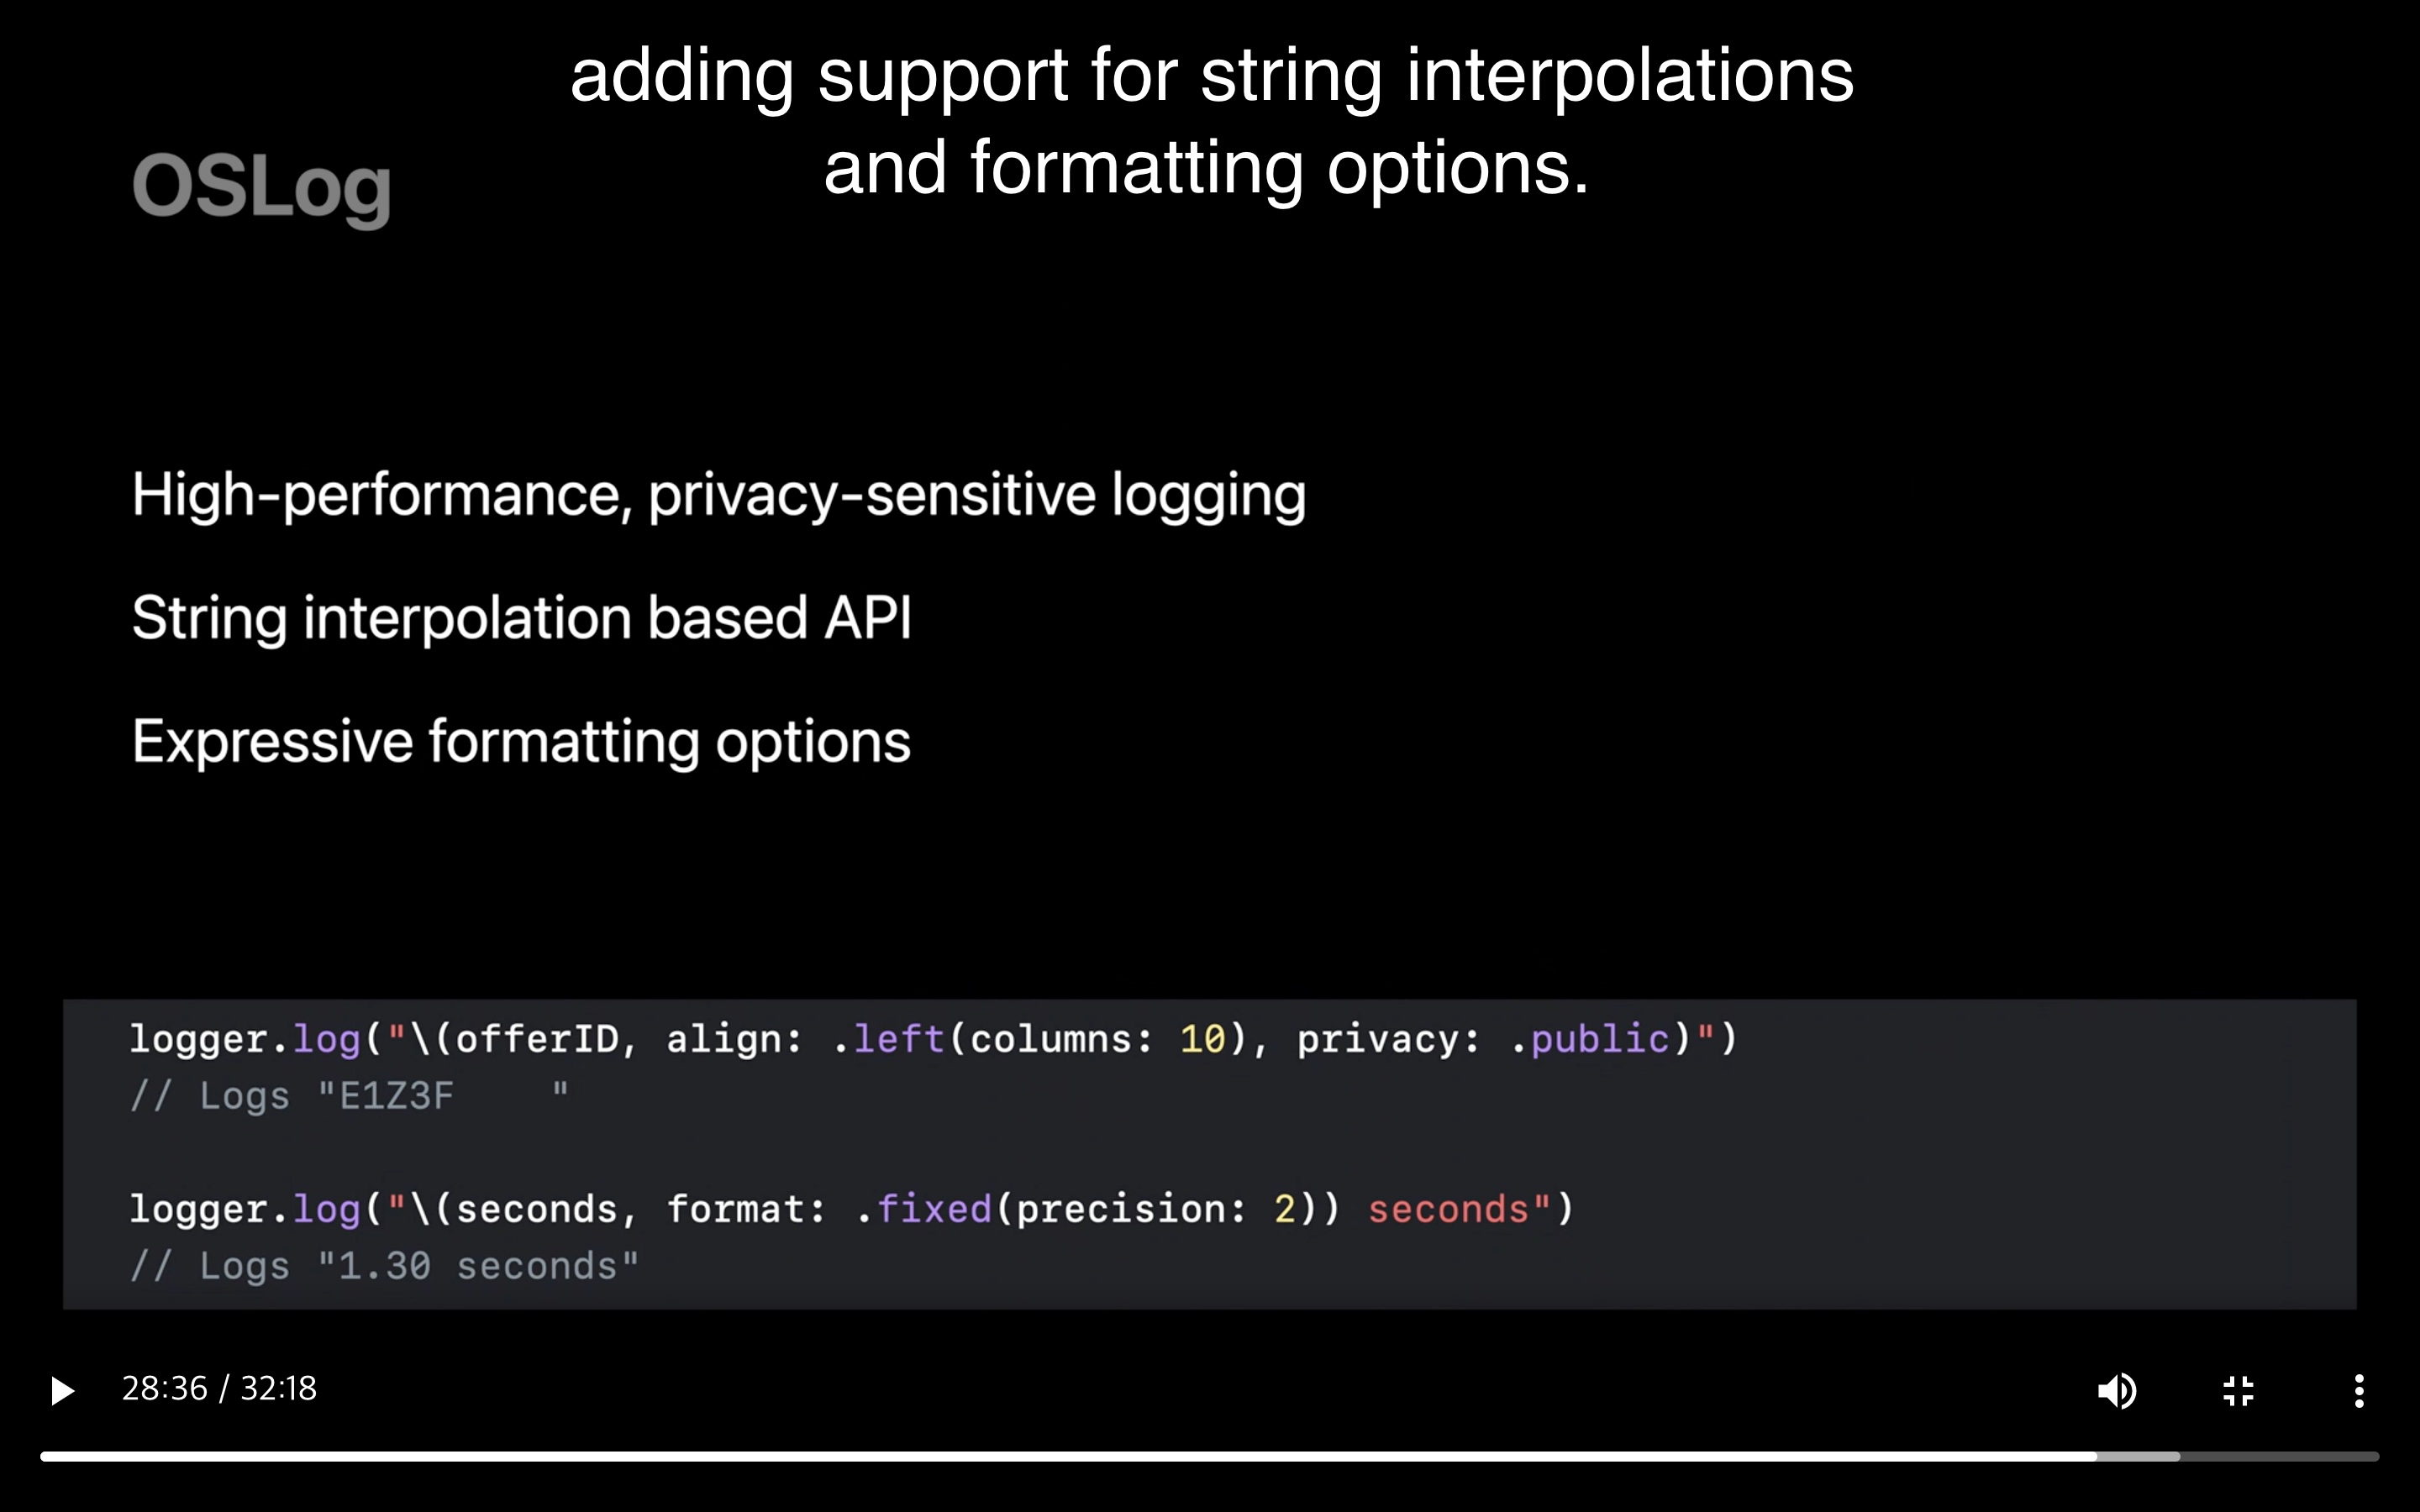 adding support for string interpolations
and formatting options.
OSLog
High-performance, privacy-sensitive logging
String interpolation based API
Expressive formatting options
logger.log("\(offerID, align: .left(columns: 10), privacy: .public)")
// Logs "E1Z3F    "
logger.log("\(seconds, format: .fixed(precision: 2)) seconds")
// Logs "1.30 seconds"
28:36 / 32:18